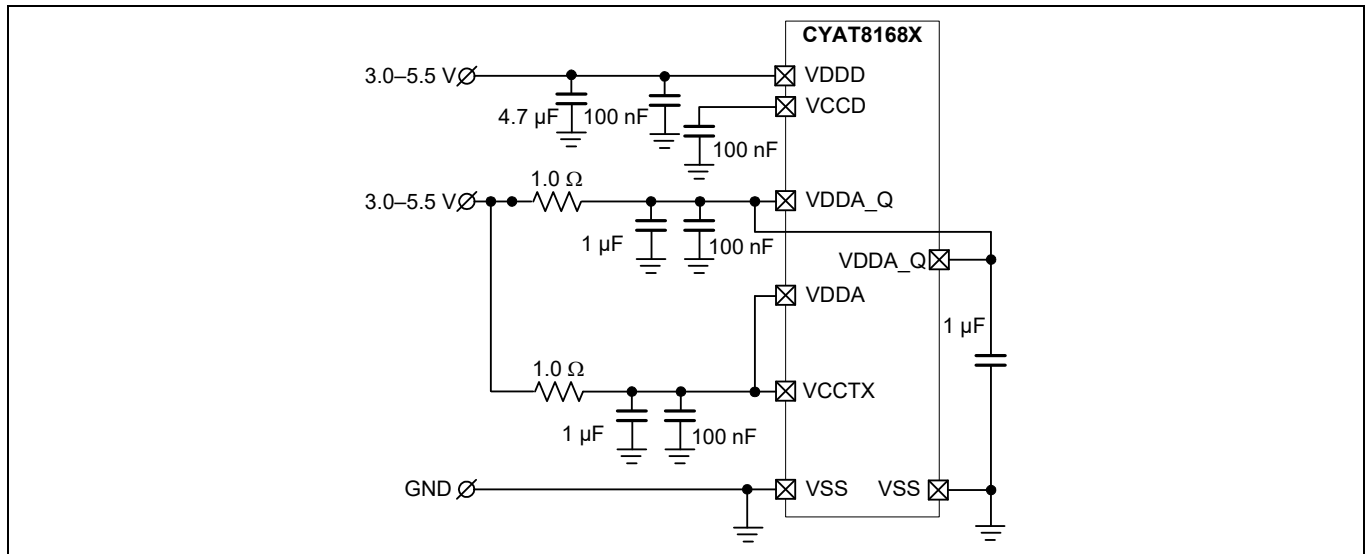 CYAT8168X
3.0–5.5 V
VDDD
4.7 µF
100 nF
VCCD
100 nF
1.0 Ω
3.0–5.5 V
VDDA_Q
1 µF
100 nF
VDDA_Q
VDDA
1 µF
1.0 Ω
VCCTX
1 µF
100 nF
GND
VSS
VSS